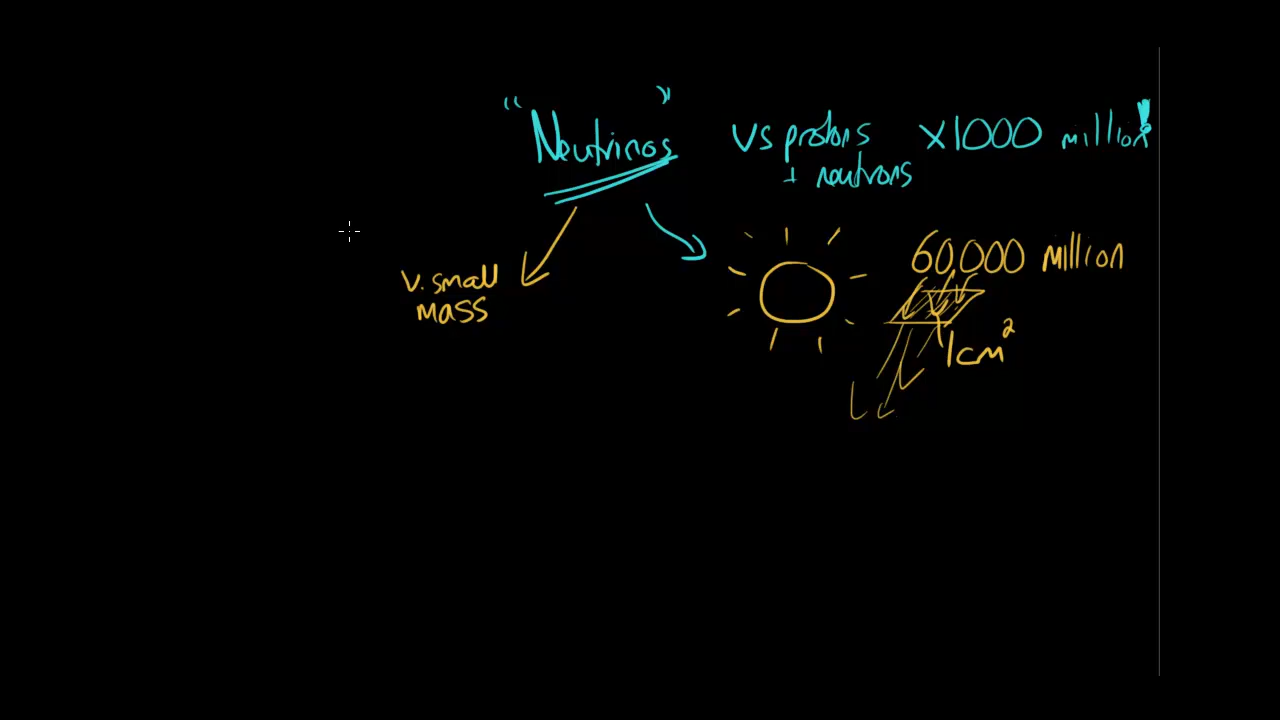 "Neutrinos" vs protons x1000 million!
+ neutrons
60,000 million
v. small
mass
1cm²